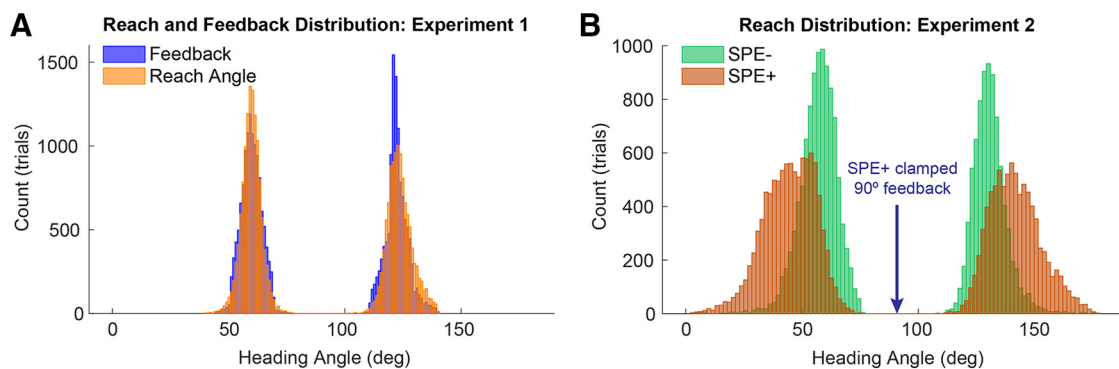 A
Reach and Feedback Distribution: Experiment 1
Feedback
Reach Angle
Count (trials)
1500
1000
500
0
0
50
100
150
Heading Angle (deg)
B
Reach Distribution: Experiment 2
SPE-
SPE+
SPE+ clamped
90º feedback
Count (trials)
1000
800
600
400
200
0
0
50
100
150
Heading Angle (deg)